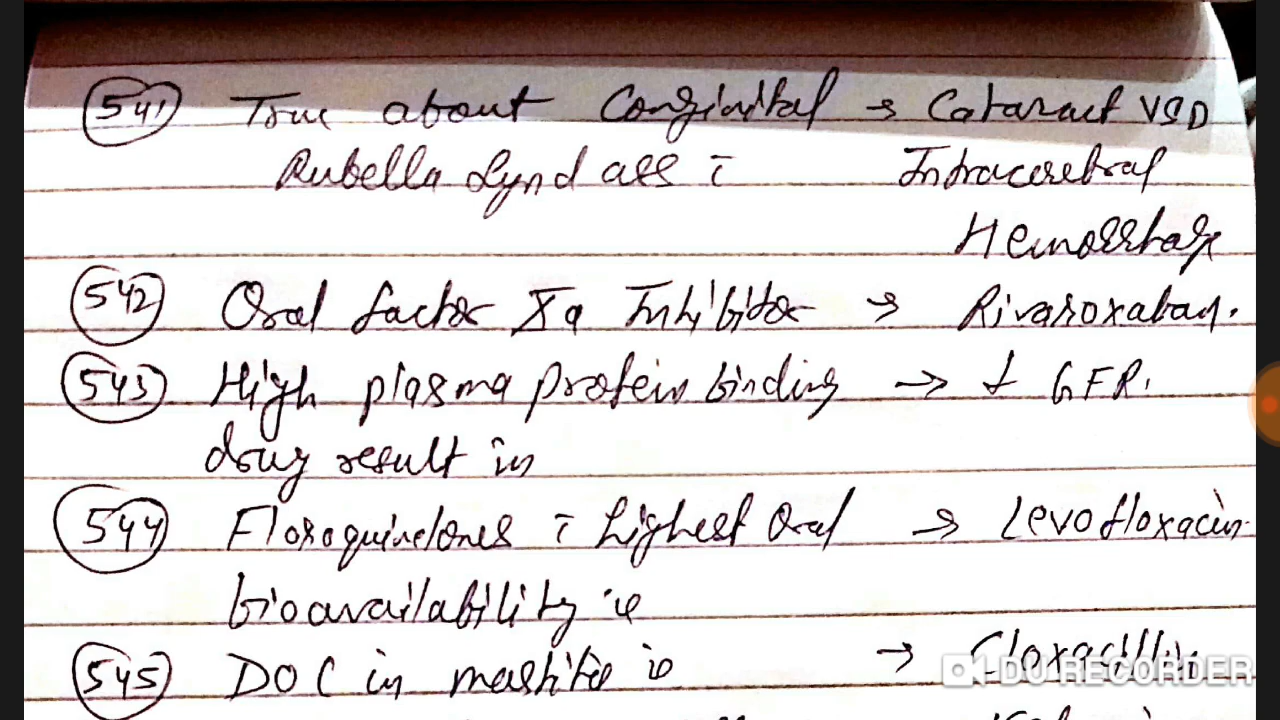 541 True about Conginital → Cataract VSD
Rubella Synd ass c̄ Intracerebral
Hemorrhage
542 Oral factor Xa Inhibitor → Rivaroxaban.
543 High plasma protein binding → ↓ GFR.
drug result in
544 Floroquinolones c̄ highest Oral → Levofloxacin
bioavailability is
545 DOC in mastitis is → Cloxacillin
DU RECORDER